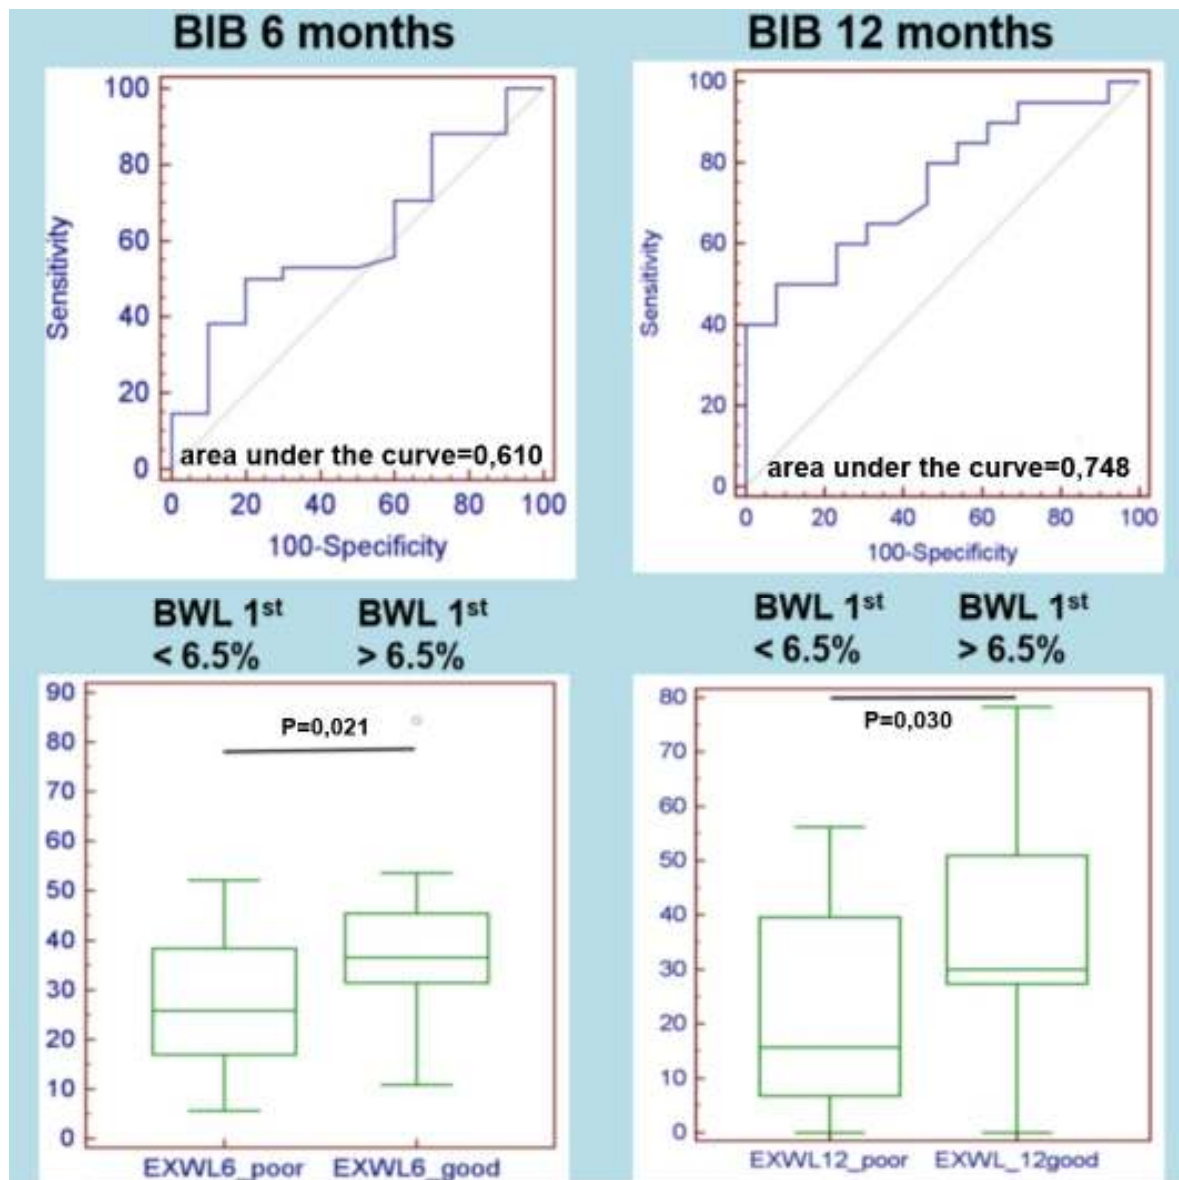 BIB 6 months
BIB 12 months
100
80
60
40
20
0
Sensitivity
area under the curve=0,610
0 20 40 60 80 100
100-Specificity
100
80
60
40
20
0
Sensitivity
area under the curve=0,748
0 20 40 60 80 100
100-Specificity
BWL 1st
< 6.5%
BWL 1st
> 6.5%
BWL 1st
< 6.5%
BWL 1st
> 6.5%
90
80
70
60
50
40
30
20
10
0
P=0,021
EXWL6_poor EXWL6_good
80
70
60
50
40
30
20
10
0
P=0,030
EXWL12_poor EXWL_12good